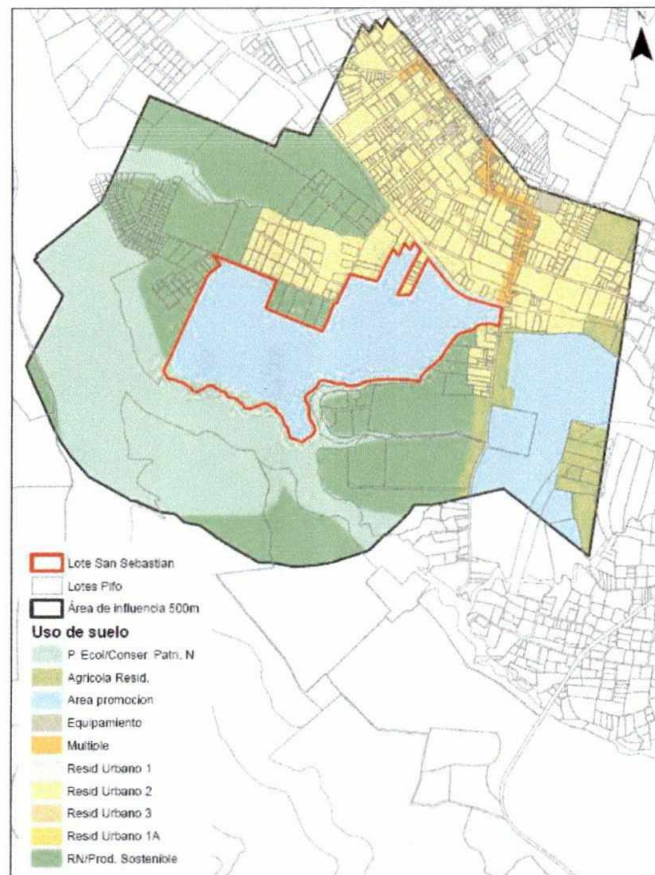 N
Lote San Sebastian
Lotes Pifo
Área de influencia 500m
Uso de suelo
P. Ecol/Conser. Patri. N
Agrícola Resid.
Area promocion
Equipamiento
Multiple
Resid Urbano 1
Resid Urbano 2
Resid Urbano 3
Resid Urbano 1A
RN/Prod. Sostenible